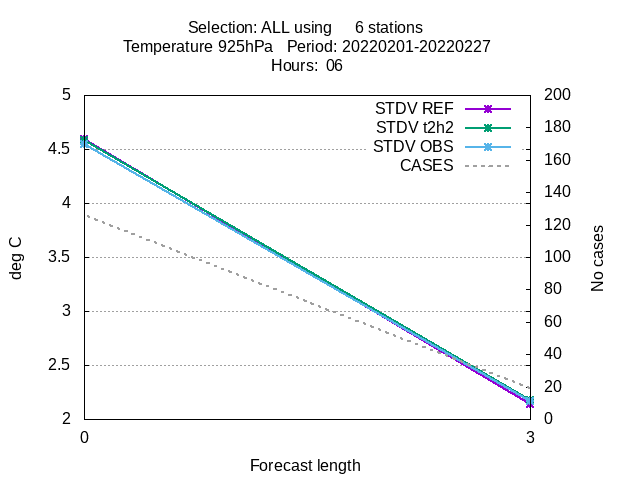 Selection: ALL using     6 stations
Temperature 925hPa   Period: 20220201-20220227
Hours:  06
5
4.5
4
3.5
3
2.5
2
200
180
160
140
120
100
80
60
40
20
0
STDV REF
STDV t2h2
STDV OBS
CASES
deg C
No cases
0
3
Forecast length